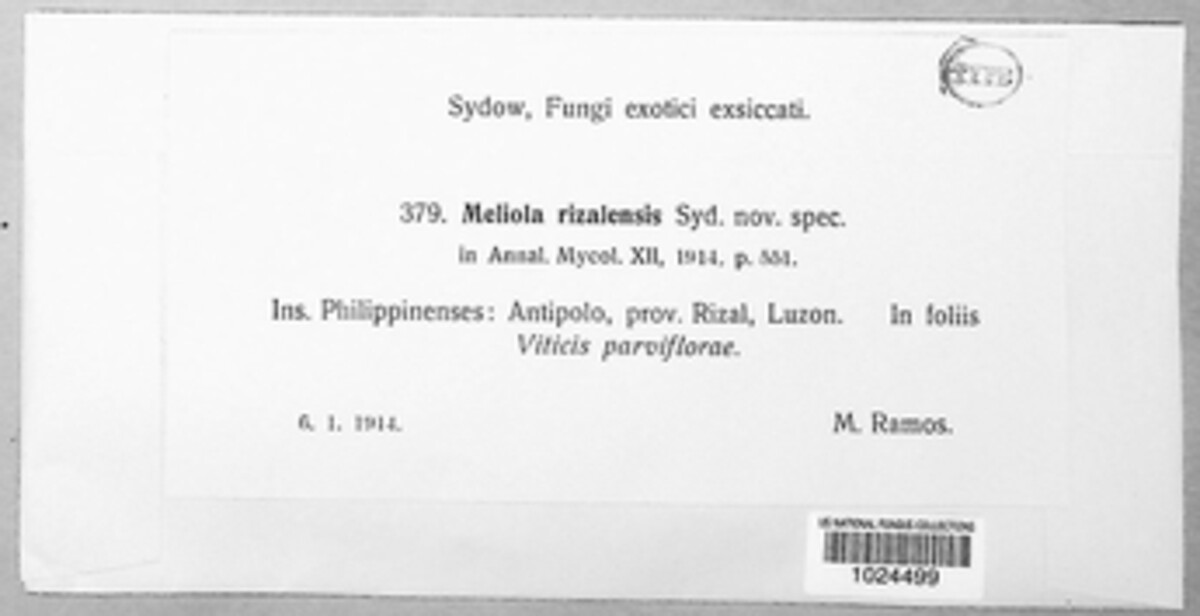 TYPE
Sydow, Fungi exotici exsiccati.
379. Meliola rizalensis Syd. nov. spec.
in Annal. Mycol. XII, 1914, p. 551.
Ins. Philippinenses: Antipolo, prov. Rizal, Luzon. In foliis
Viticis parviflorae.
6. 1. 1914. M. Ramos.
US NATIONAL FUNGUS COLLECTIONS
1024499